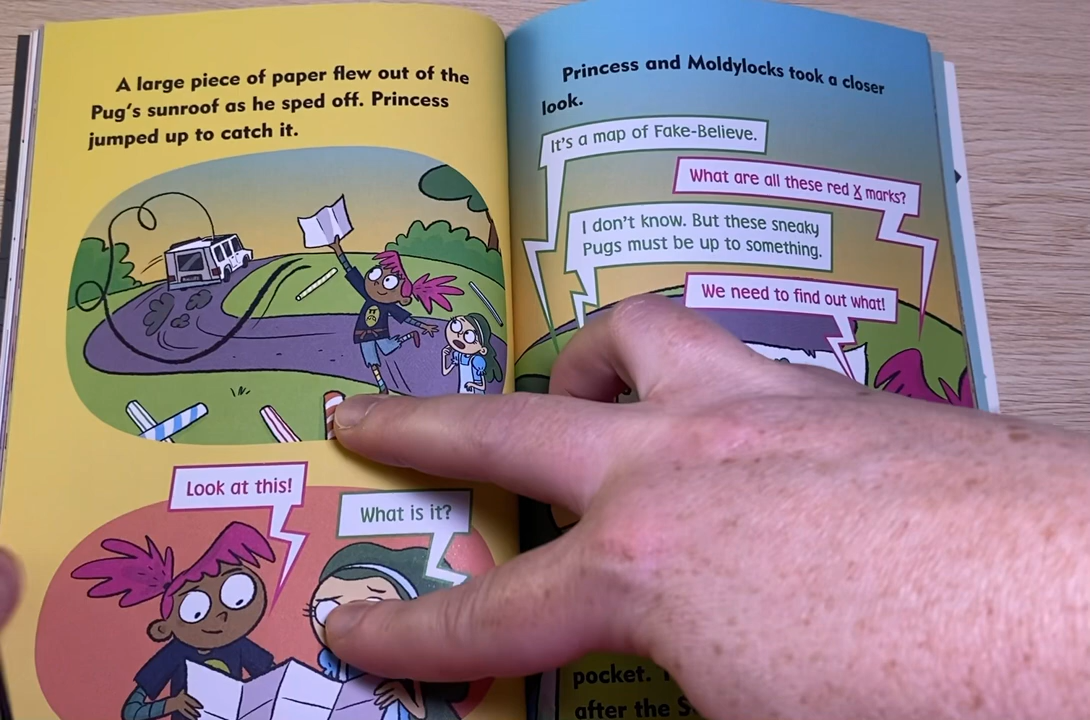 A large piece of paper flew out of the
Pug's sunroof as he sped off. Princess
jumped up to catch it.
Look at this!
What is it?
Princess and Moldylocks took a closer
look.
It's a map of Fake-Believe.
What are all these red X marks?
I don't know. But these sneaky
Pugs must be up to something.
We need to find out what!
pocket.
after the